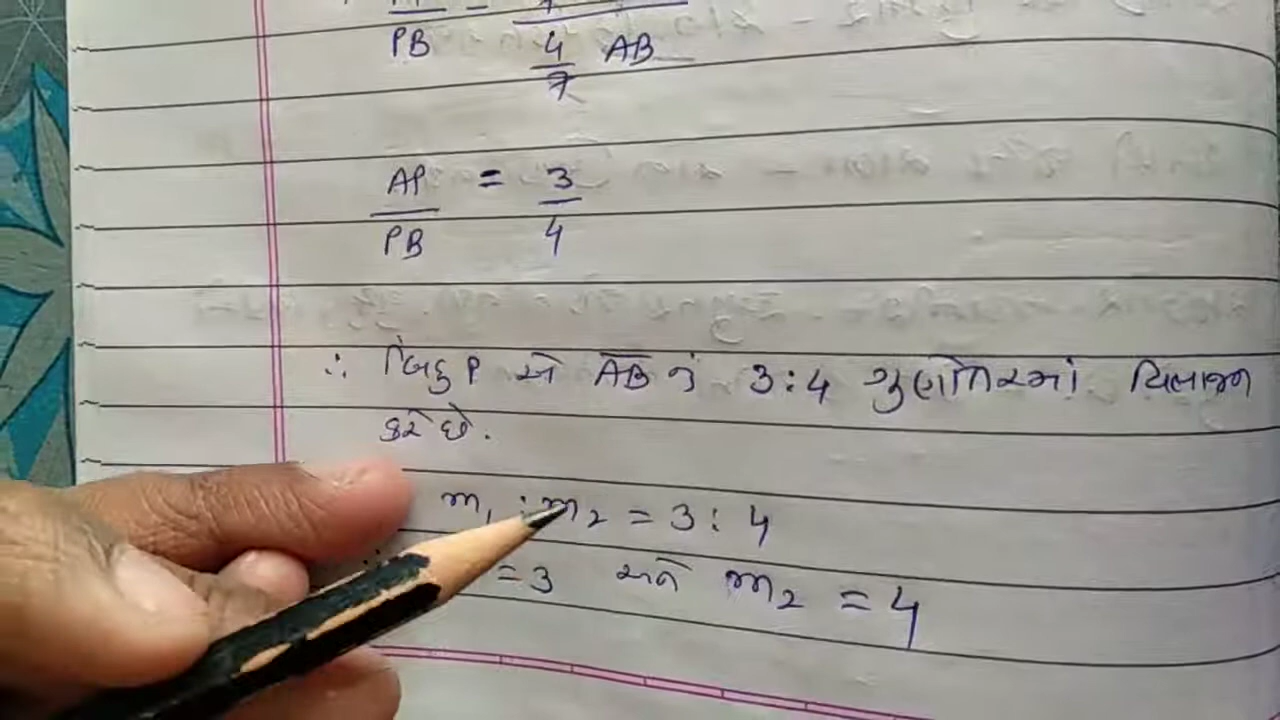 PB   4/7 AB
AP/PB = 3/4
∴ બિંદુ P એ AB ને 3:4 ગુણોત્તરમાં વિભાજન
કરે છે.
m₁ : m₂ = 3 : 4
= 3 અને m₂ = 4